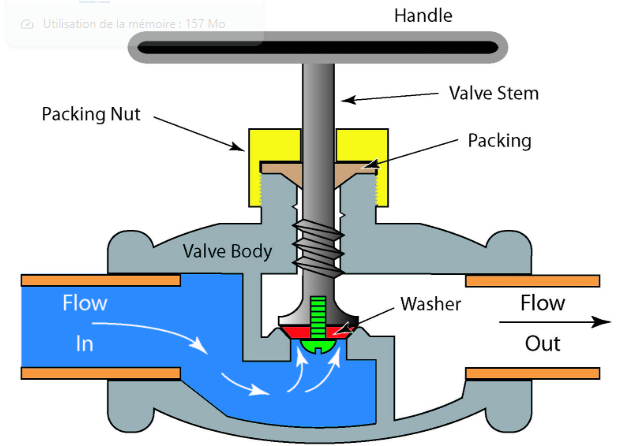 Utilisation de la mémoire : 157 Mo
Handle
Valve Stem
Packing Nut
Packing
Valve Body
Washer
Flow
In
Flow
Out